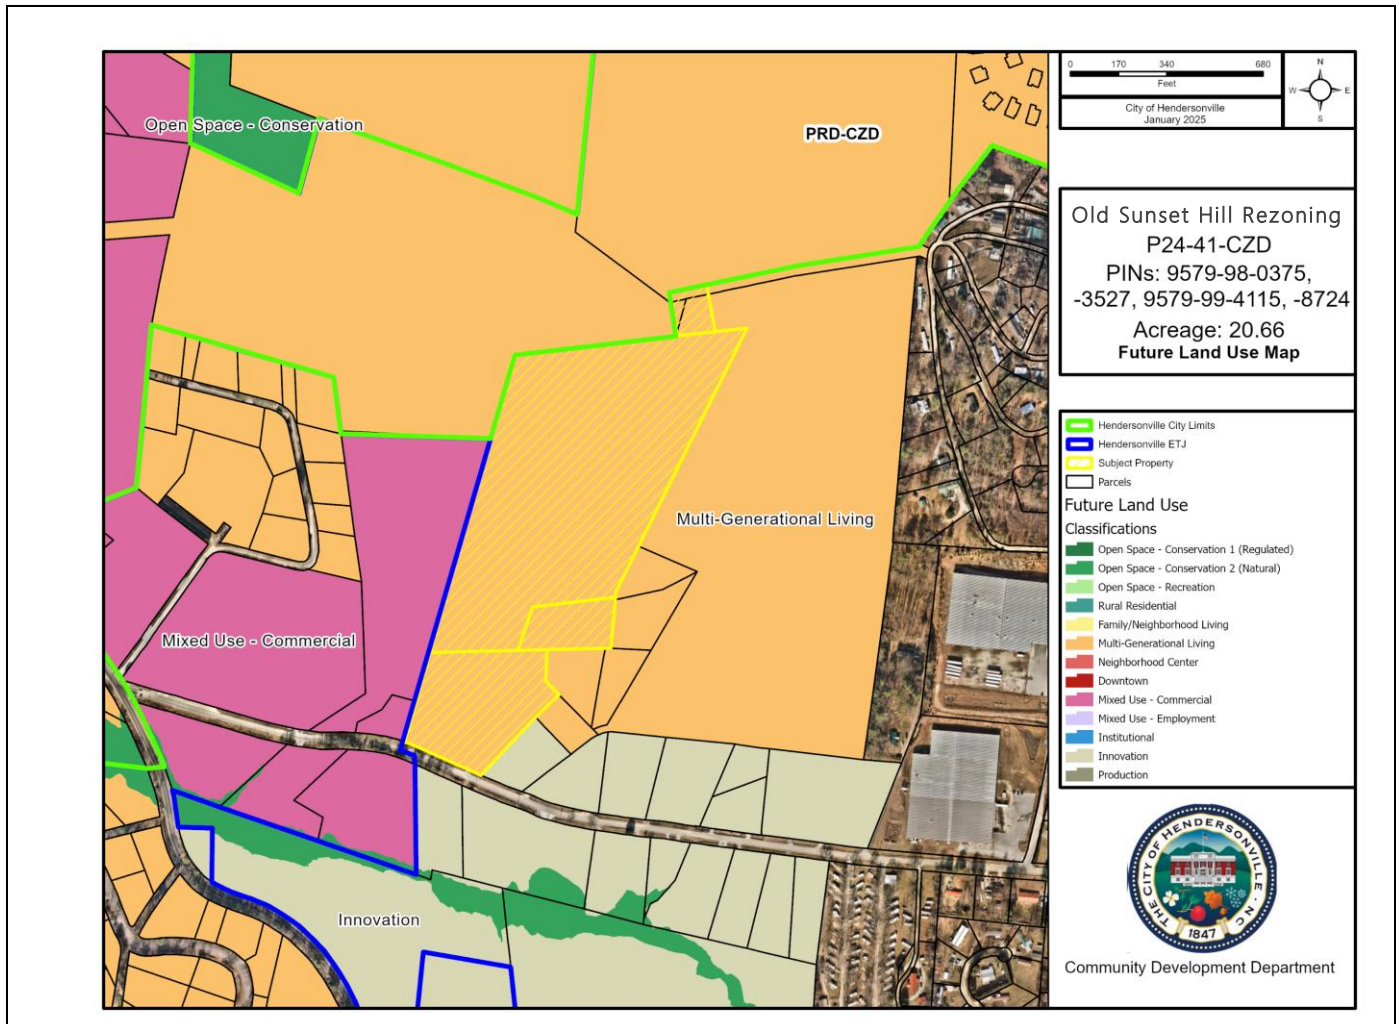 Open Space - Conservation
PRD-CZD
Multi-Generational Living
Mixed Use - Commercial
Innovation
0 170 340 680
Feet
City of Hendersonville
January 2025
N
W E
S
Old Sunset Hill Rezoning
P24-41-CZD
PINs: 9579-98-0375,
-3527, 9579-99-4115, -8724
Acreage: 20.66
Future Land Use Map
Hendersonville City Limits
Hendersonville ETJ
Subject Property
Parcels
Future Land Use
Classifications
Open Space - Conservation 1 (Regulated)
Open Space - Conservation 2 (Natural)
Open Space - Recreation
Rural Residential
Family/Neighborhood Living
Multi-Generational Living
Neighborhood Center
Downtown
Mixed Use - Commercial
Mixed Use - Employment
Institutional
Innovation
Production
THE CITY OF HENDERSONVILLE · NC
1847
Community Development Department